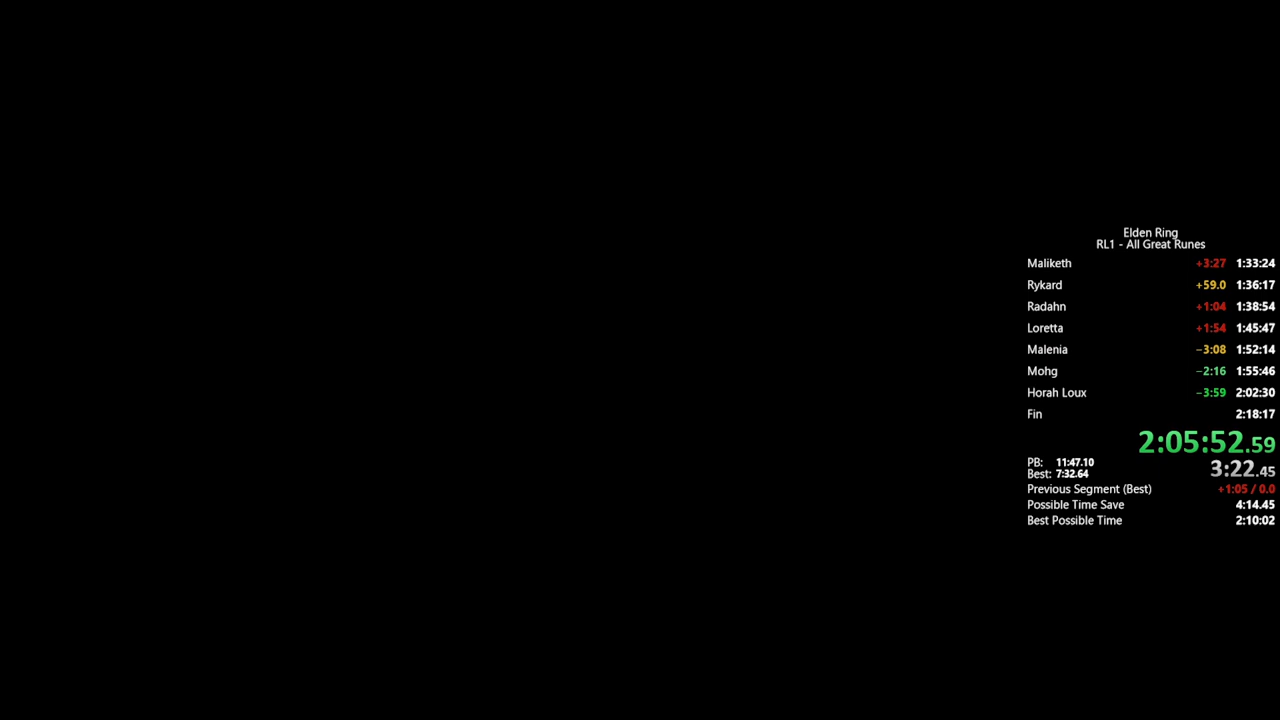 Elden Ring
RL1 - All Great Runes
Maliketh +3:27 1:33:24
Rykard +59.0 1:36:17
Radahn +1:04 1:38:54
Loretta +1:54 1:45:47
Malenia −3:08 1:52:14
Mohg −2:16 1:55:46
Horah Loux −3:59 2:02:30
Fin 2:18:17
2:05:52.59
PB: 11:47.10 3:22.45
Best: 7:32.64
Previous Segment (Best) +1:05 / 0.0
Possible Time Save 4:14.45
Best Possible Time 2:10:02